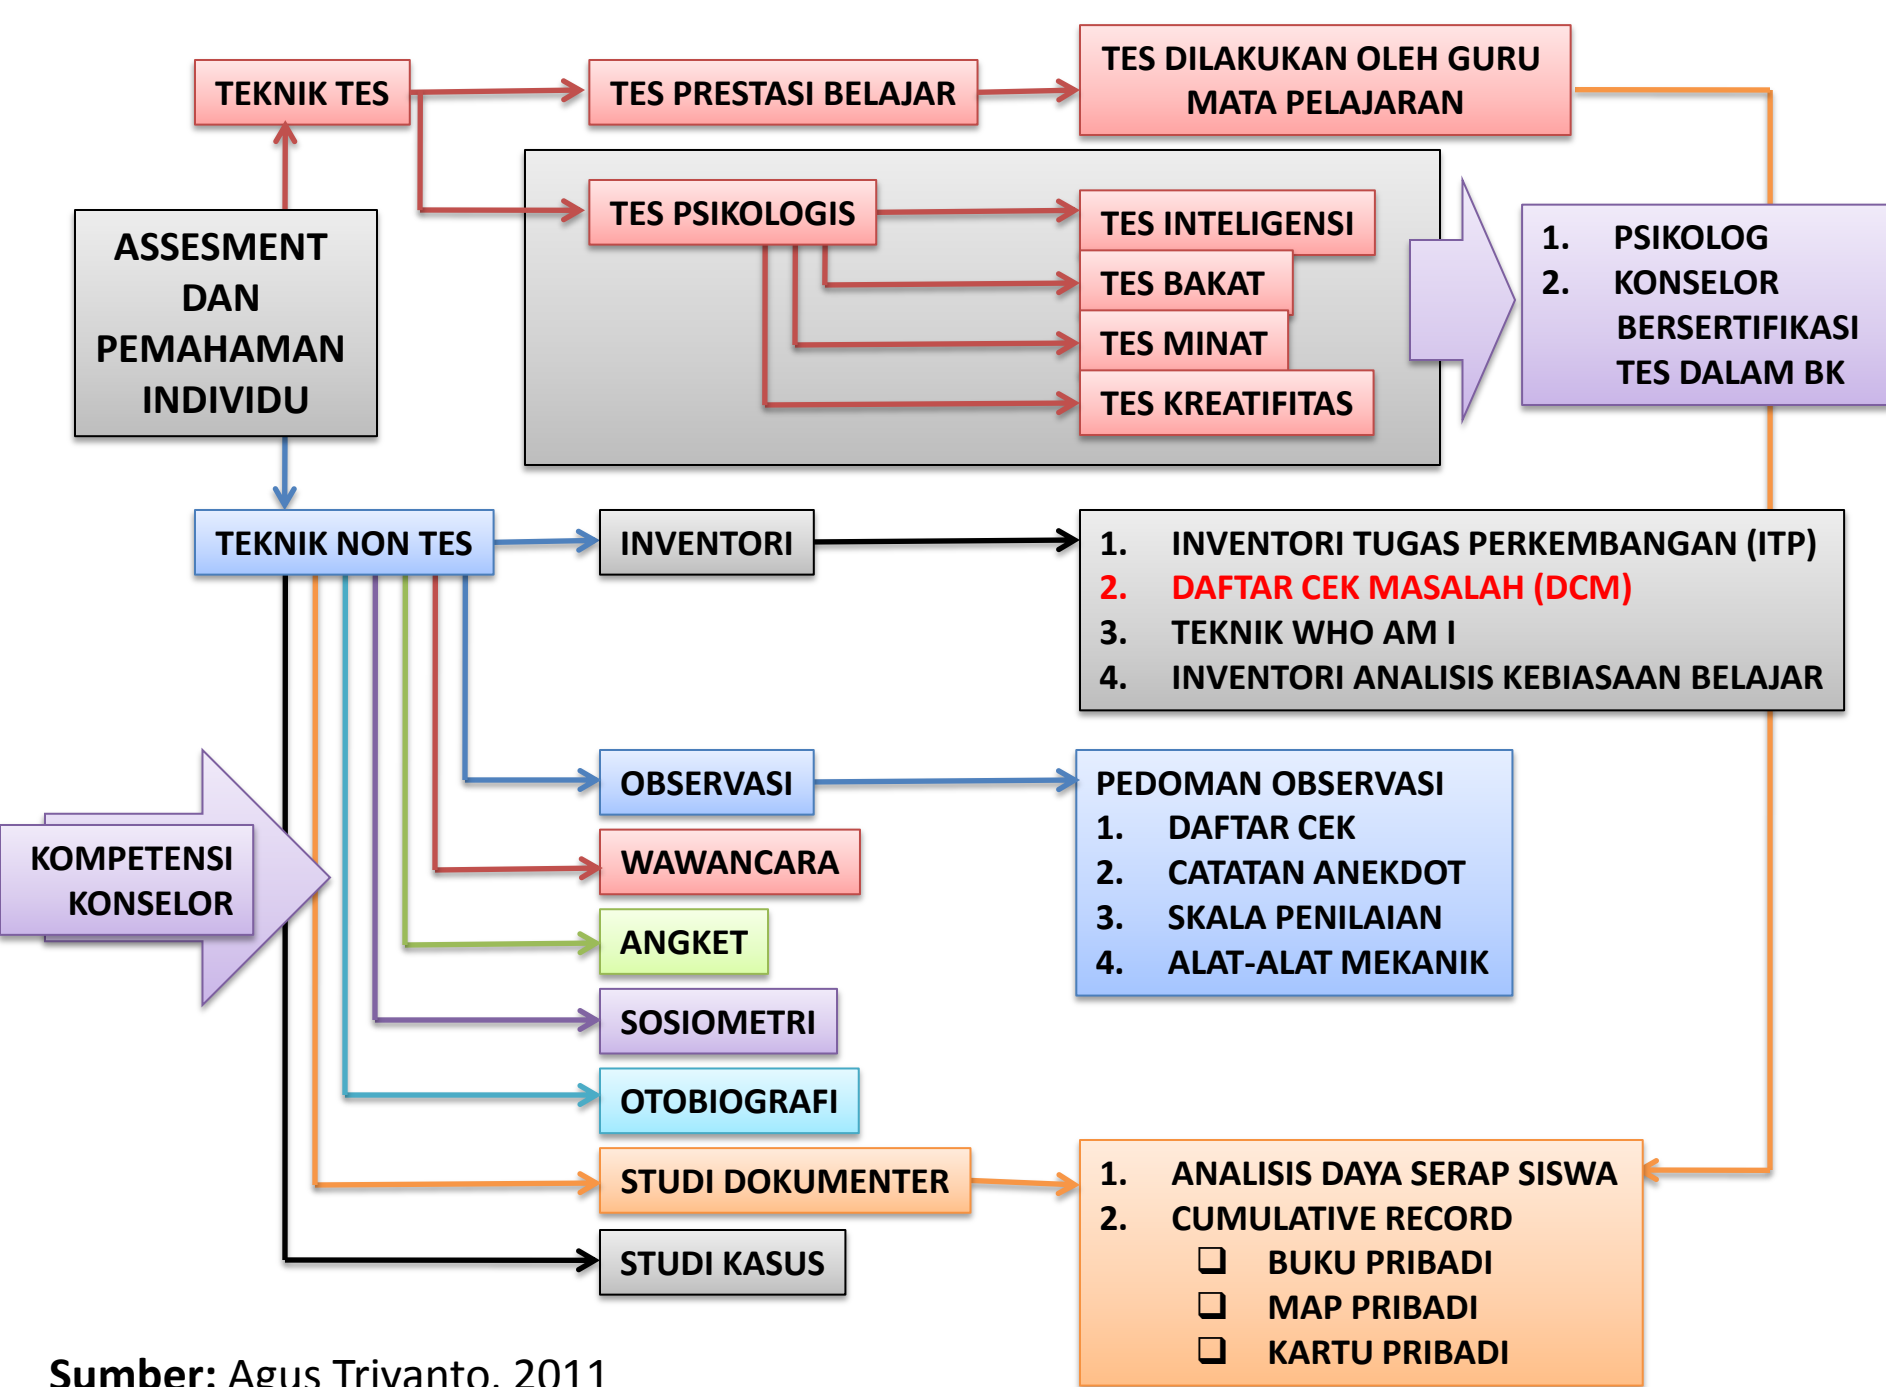 TEKNIK TES
TES PRESTASI BELAJAR
TES DILAKUKAN OLEH GURU
MATA PELAJARAN
TES PSIKOLOGIS
TES INTELIGENSI
TES BAKAT
TES MINAT
TES KREATIFITAS
1. PSIKOLOG
2. KONSELOR
BERSERTIFIKASI
TES DALAM BK
ASSESMENT
DAN
PEMAHAMAN
INDIVIDU
TEKNIK NON TES
INVENTORI
1. INVENTORI TUGAS PERKEMBANGAN (ITP)
2. DAFTAR CEK MASALAH (DCM)
3. TEKNIK WHO AM I
4. INVENTORI ANALISIS KEBIASAAN BELAJAR
KOMPETENSI
KONSELOR
OBSERVASI
PEDOMAN OBSERVASI
1. DAFTAR CEK
2. CATATAN ANEKDOT
3. SKALA PENILAIAN
4. ALAT-ALAT MEKANIK
WAWANCARA
ANGKET
SOSIOMETRI
OTOBIOGRAFI
STUDI DOKUMENTER
1. ANALISIS DAYA SERAP SISWA
2. CUMULATIVE RECORD
❑ BUKU PRIBADI
❑ MAP PRIBADI
❑ KARTU PRIBADI
STUDI KASUS
Sumber: Agus Triyanto. 2011